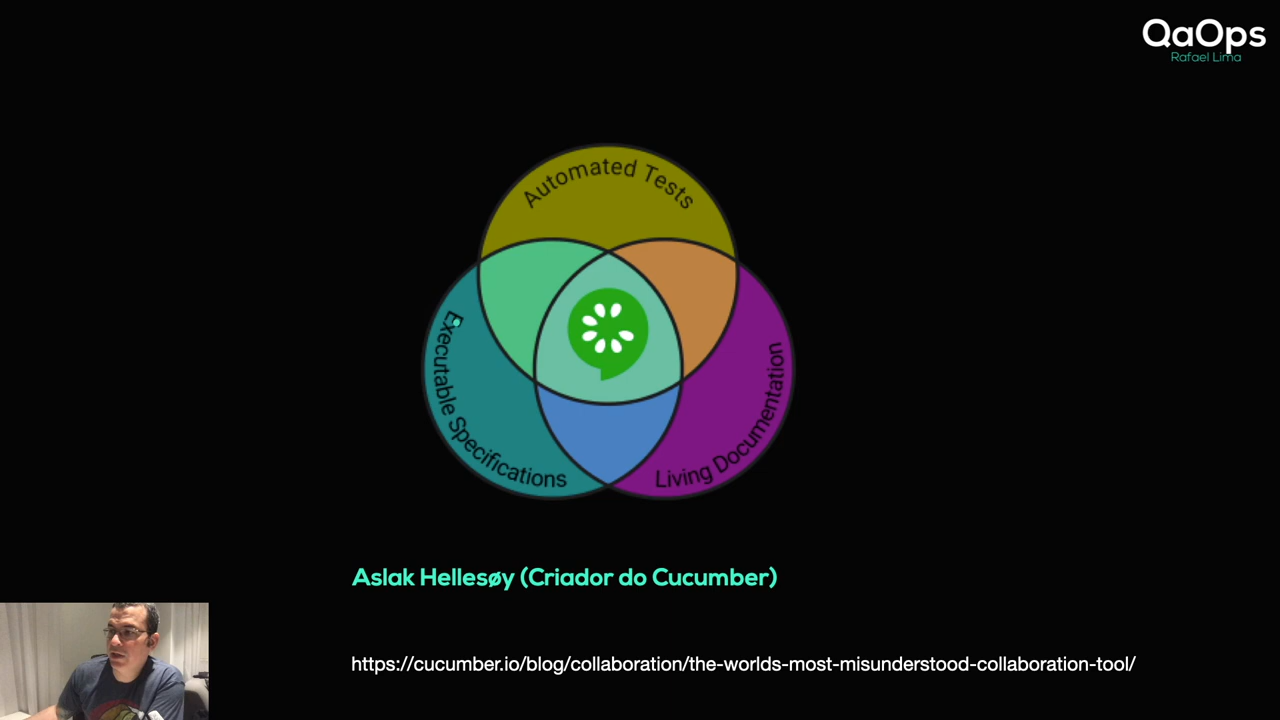 QaOps
Rafael Lima
Automated Tests
Executable Specifications
Living Documentation
Aslak Hellesøy (Criador do Cucumber)
https://cucumber.io/blog/collaboration/the-worlds-most-misunderstood-collaboration-tool/